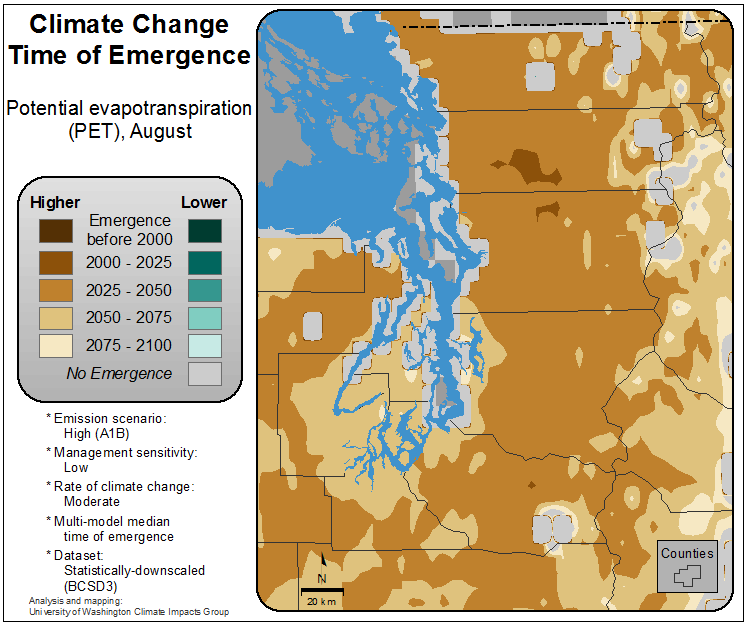 Climate Change
Time of Emergence
Potential evapotranspiration
(PET), August
Higher Lower
Emergence
before 2000
2000 - 2025
2025 - 2050
2050 - 2075
2075 - 2100
No Emergence
* Emission scenario:
High (A1B)
* Management sensitivity:
Low
* Rate of climate change:
Moderate
* Multi-model median
time of emergence
* Dataset:
Statistically-downscaled
(BCSD3)
Analysis and mapping:
University of Washington Climate Impacts Group
N
20 km
Counties